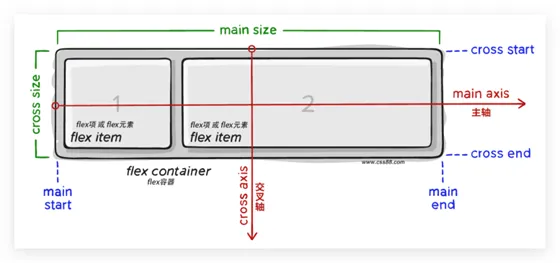 main size
cross start
cross size
1
2
main axis
主轴
flex项 或 flex元素
flex item
flex项 或 flex元素
flex item
cross end
www.css88.com
flex container
flex容器
main
start
cross axis
交叉轴
main
end